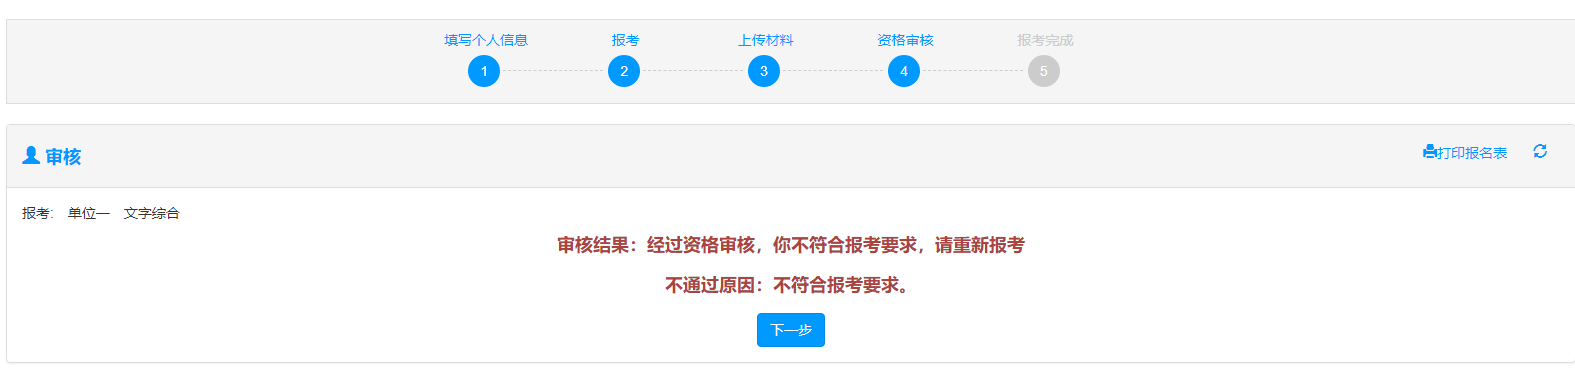 填写个人信息 报考 上传材料 资格审核 报考完成
1 2 3 4 5
审核 打印报名表
报考: 单位一 文字综合
审核结果：经过资格审核，你不符合报考要求，请重新报考
不通过原因：不符合报考要求。
下一步